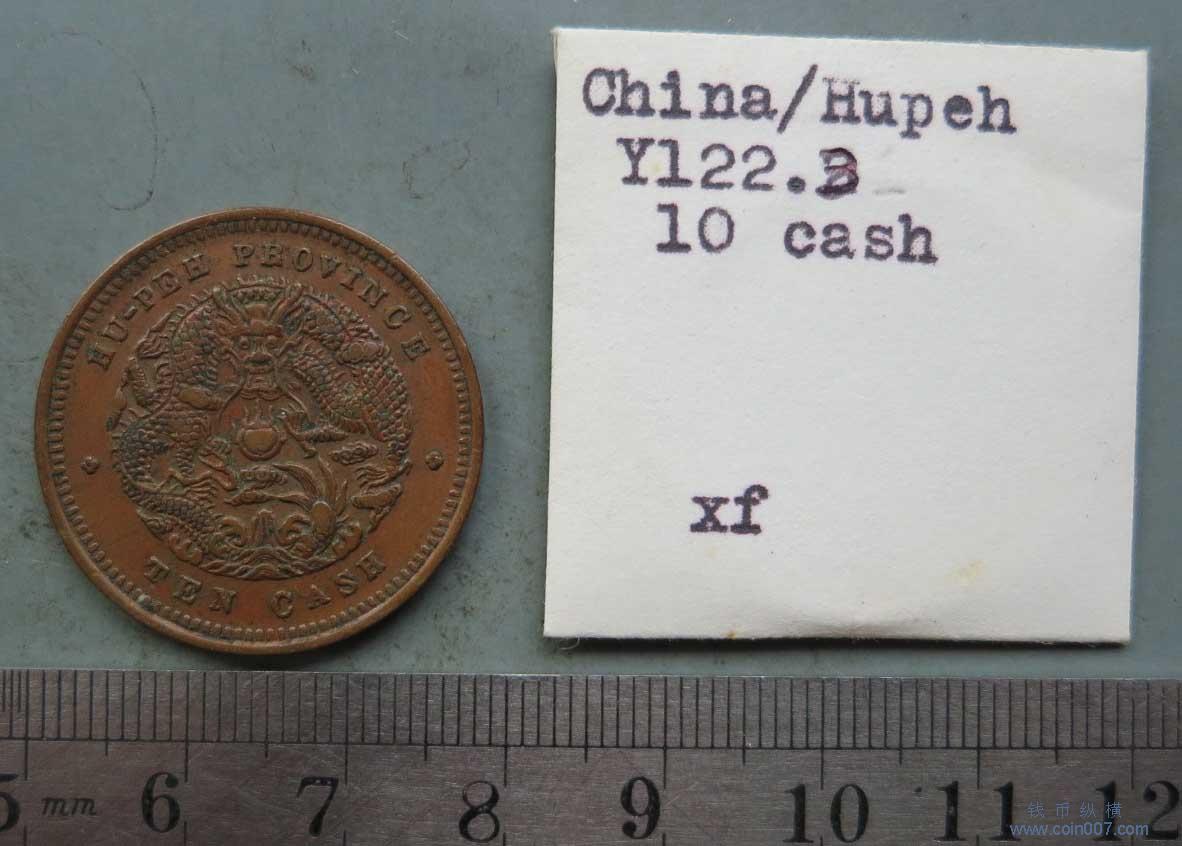 HU-PEH PROVINCE
TEN CASH
China/Hupeh
Y122.3
10 cash
xf
5 mm 6 7 8 9 10 11 12
钱币纵横
www.coin007.com